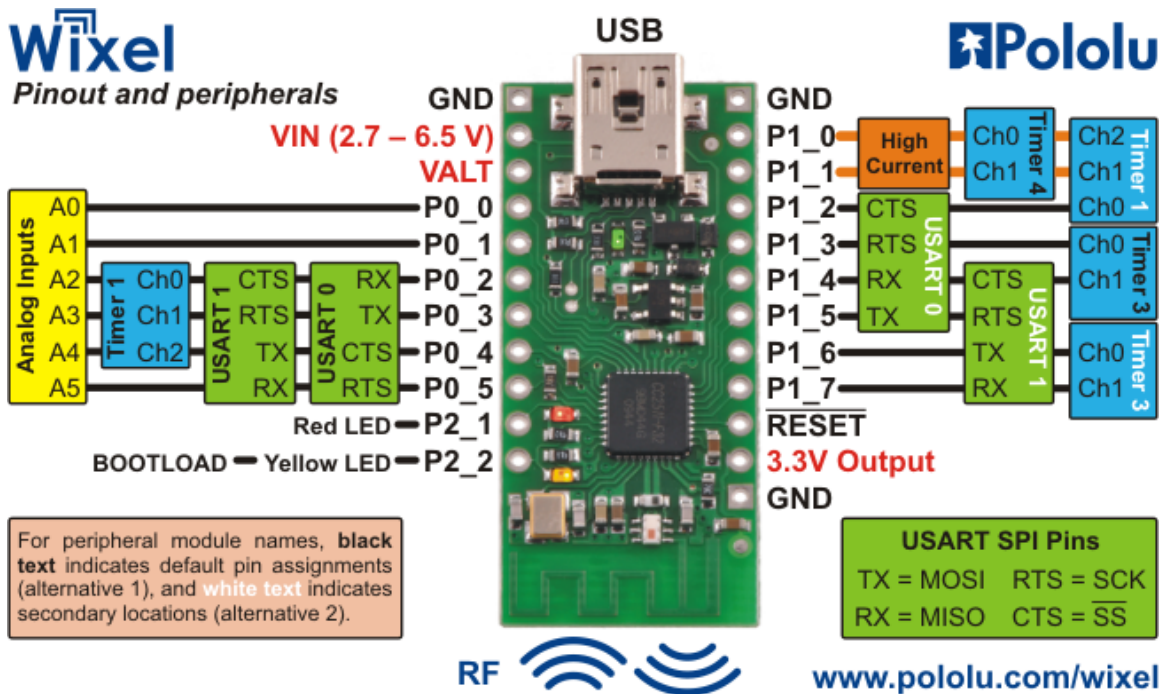 Wixel
Pinout and peripherals
USB
Pololu
GND
VIN (2.7 – 6.5 V)
VALT
P0_0
P0_1
P0_2
P0_3
P0_4
P0_5
Red LED P2_1
BOOTLOAD Yellow LED P2_2
Analog Inputs
A0
A1
A2
A3
A4
A5
Timer 1
Ch0
Ch1
Ch2
USART 1
CTS
RTS
TX
RX
USART 0
RX
TX
CTS
RTS
GND
P1_0
P1_1
P1_2
P1_3
P1_4
P1_5
P1_6
P1_7
RESET
3.3V Output
GND
High
Current
Ch0
Ch1
Timer 4
Ch2
Ch1
Ch0
Timer 1
CTS
RTS
RX
TX
USART 0
Ch0
Ch1
Timer 3
CTS
RTS
TX
RX
USART 1
Ch0
Ch1
Timer 3
For peripheral module names, black
text indicates default pin assignments
(alternative 1), and white text indicates
secondary locations (alternative 2).
USART SPI Pins
TX = MOSI RTS = SCK
RX = MISO CTS = SS
RF
www.pololu.com/wixel